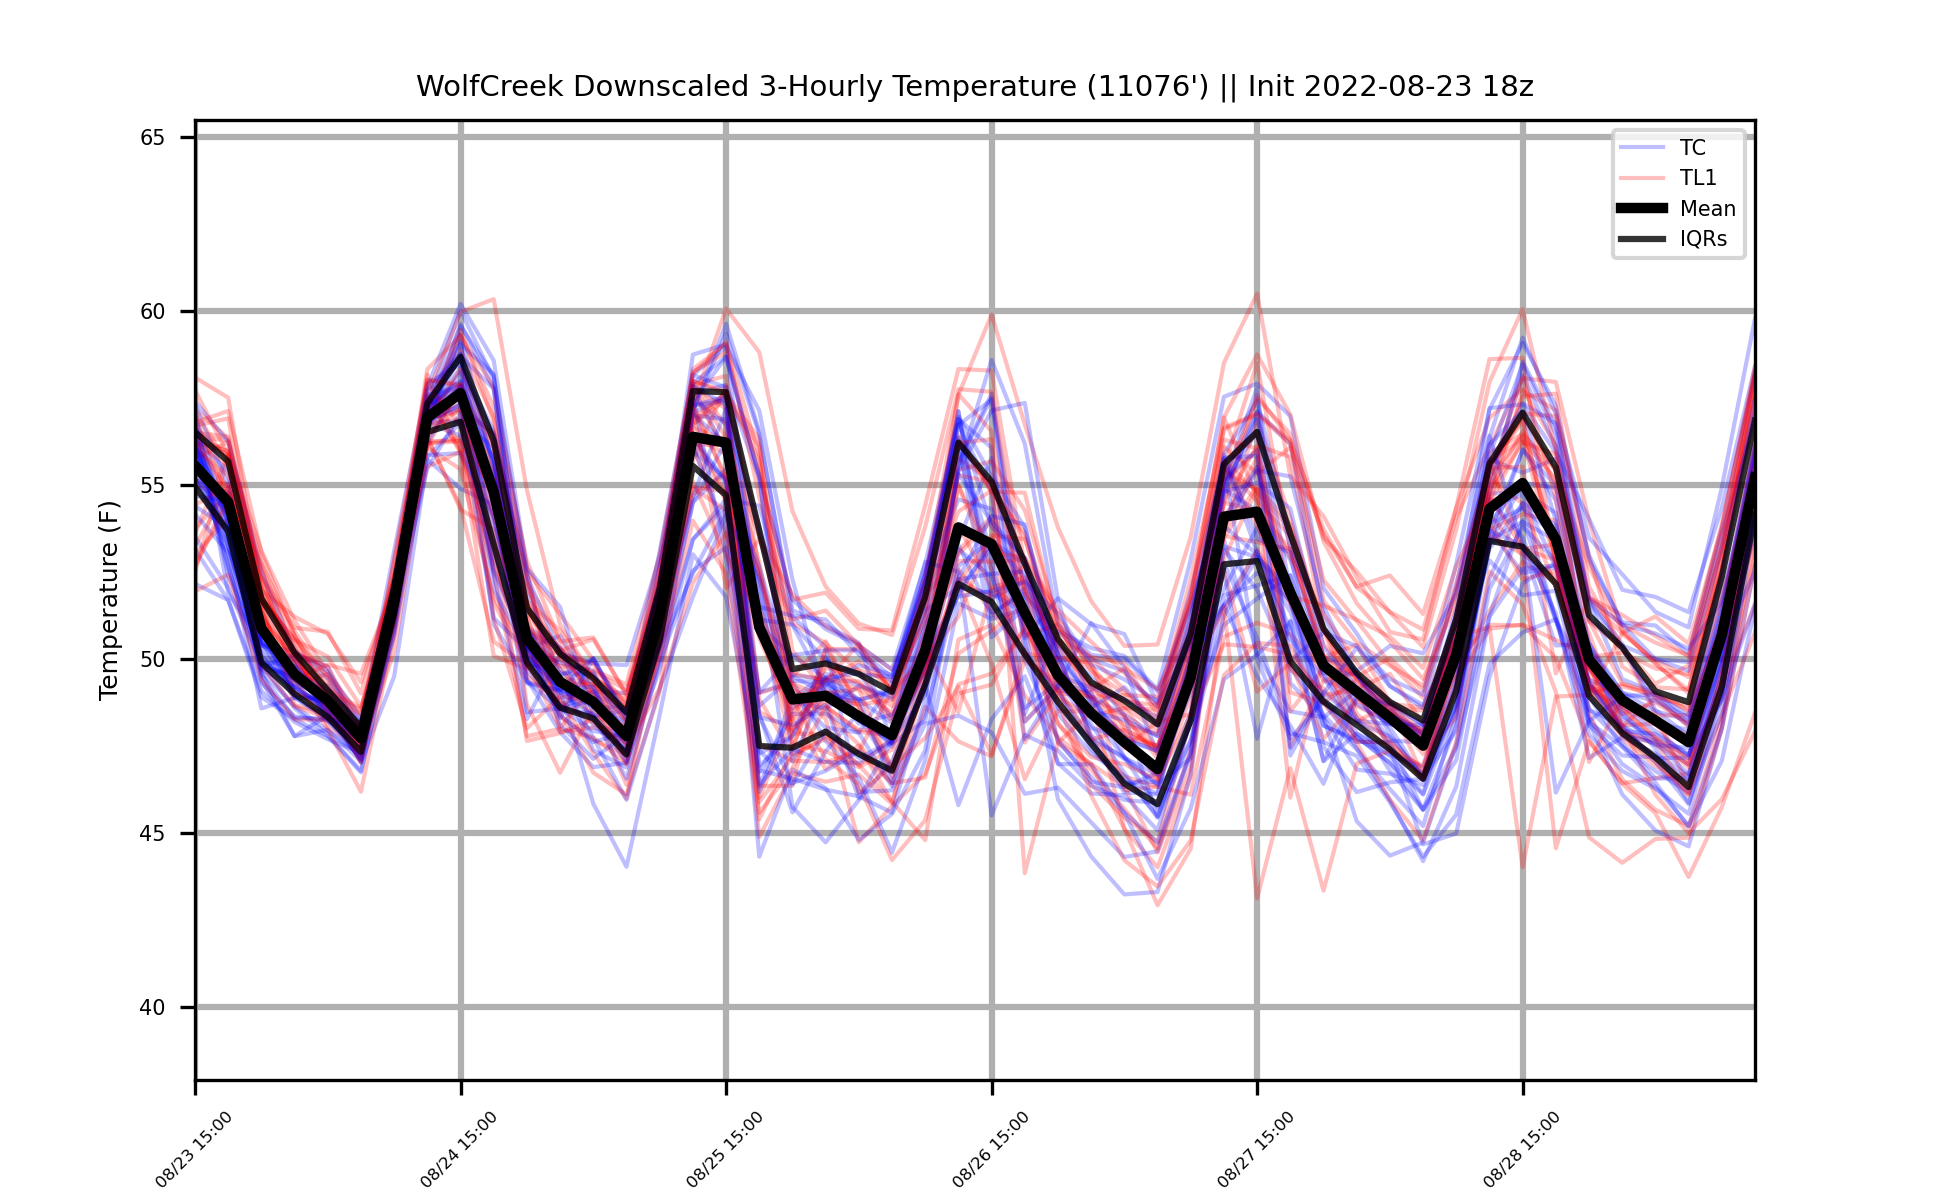 WolfCreek Downscaled 3-Hourly Temperature (11076') || Init 2022-08-23 18z
65
60
55
50
45
40
Temperature (F)
TC
TL1
Mean
IQRs
08/23 15:00
08/24 15:00
08/25 15:00
08/26 15:00
08/27 15:00
08/28 15:00